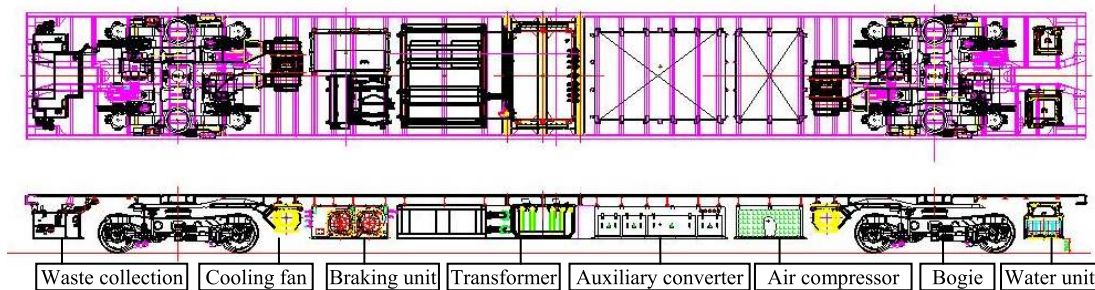 Waste collection
Cooling fan
Braking unit
Transformer
Auxiliary converter
Air compressor
Bogie
Water unit